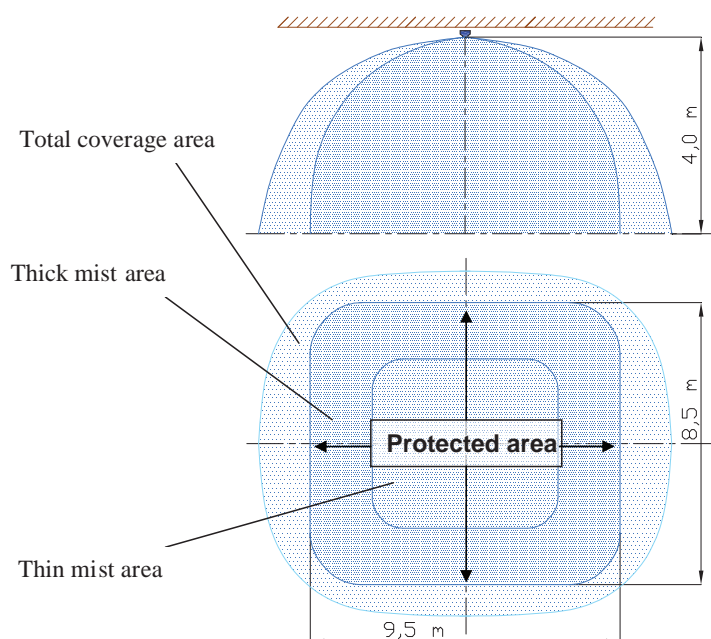 4,0 m
Total coverage area
Thick mist area
8,5 m
Protected area
Thin mist area
9,5 m